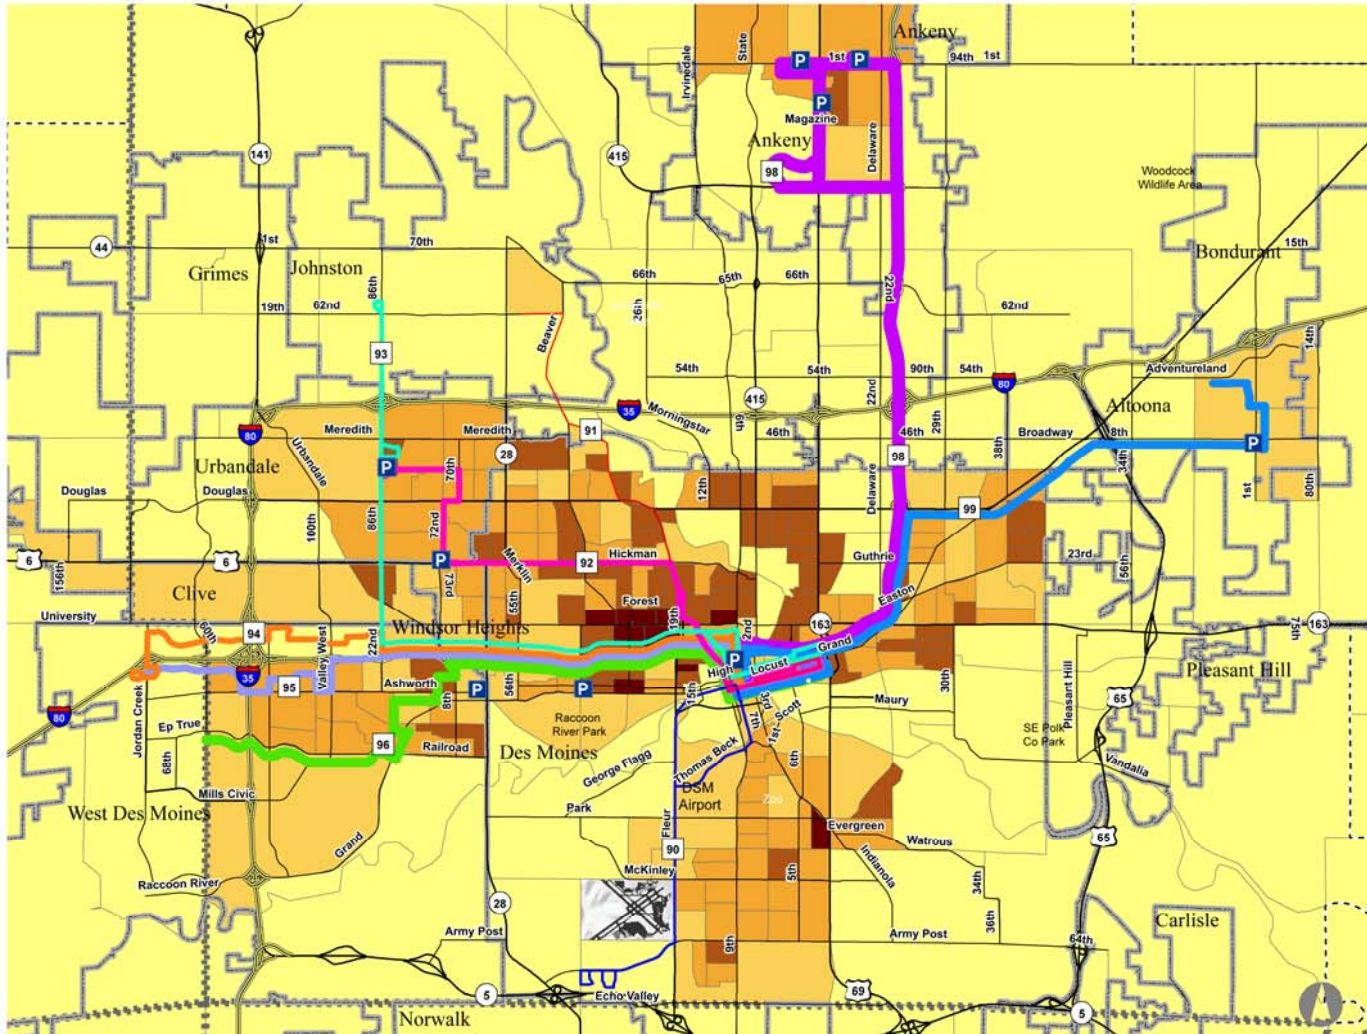 Ankeny
P
P
1st
94th
1st
Irvinedale
State
P
Magazine
Delaware
Ankeny
141
415
98
Woodcock
Wildlife Area
44
1st
70th
15th
Bondurant
Grimes
Johnston
86th
66th
65th
66th
22nd
19th
62nd
26th
62nd
Beaver
93
14th
54th
54th
90th
54th
Adventureland
80
22nd
35
Morningstar
415
6th
Altoona
91
29th
38th
Meredith
Meredith
46th
46th
Broadway
8th
P
80
28
98
34th
Urbandale
Urbandale
P
70th
Douglas
Douglas
12th
Delaware
99
1st
80th
86th
72nd
100th
6
6
P
Merklin
Hickman
92
Guthrie
23rd
56th
156th
73rd
Clive
55th
Forest
Easton
University
60th
94
Valley West
22nd
Windsor Heights
19th
2nd
163
Grand
163
75th
P
High
Locust
35
95
Ashworth
8th
P
56th
P
15th
3rd
30th
Maury
Pleasant Hill
Pleasant Hill
65
80
Jordan Creek
Ep True
96
Railroad
Raccoon
River Park
Des Moines
7th
1st
Scott
6th
SE Polk
Co Park
Vandalia
68th
George Flagg
Thomas Beck
Mills Civic
DSM
Airport
Zoo
West Des Moines
Park
Fleur
Evergreen
Watrous
65
Grand
90
Indianola
McKinley
5th
34th
36th
Raccoon River
28
Carlisle
Army Post
9th
Army Post
64th
5
Echo Valley
69
5
Norwalk